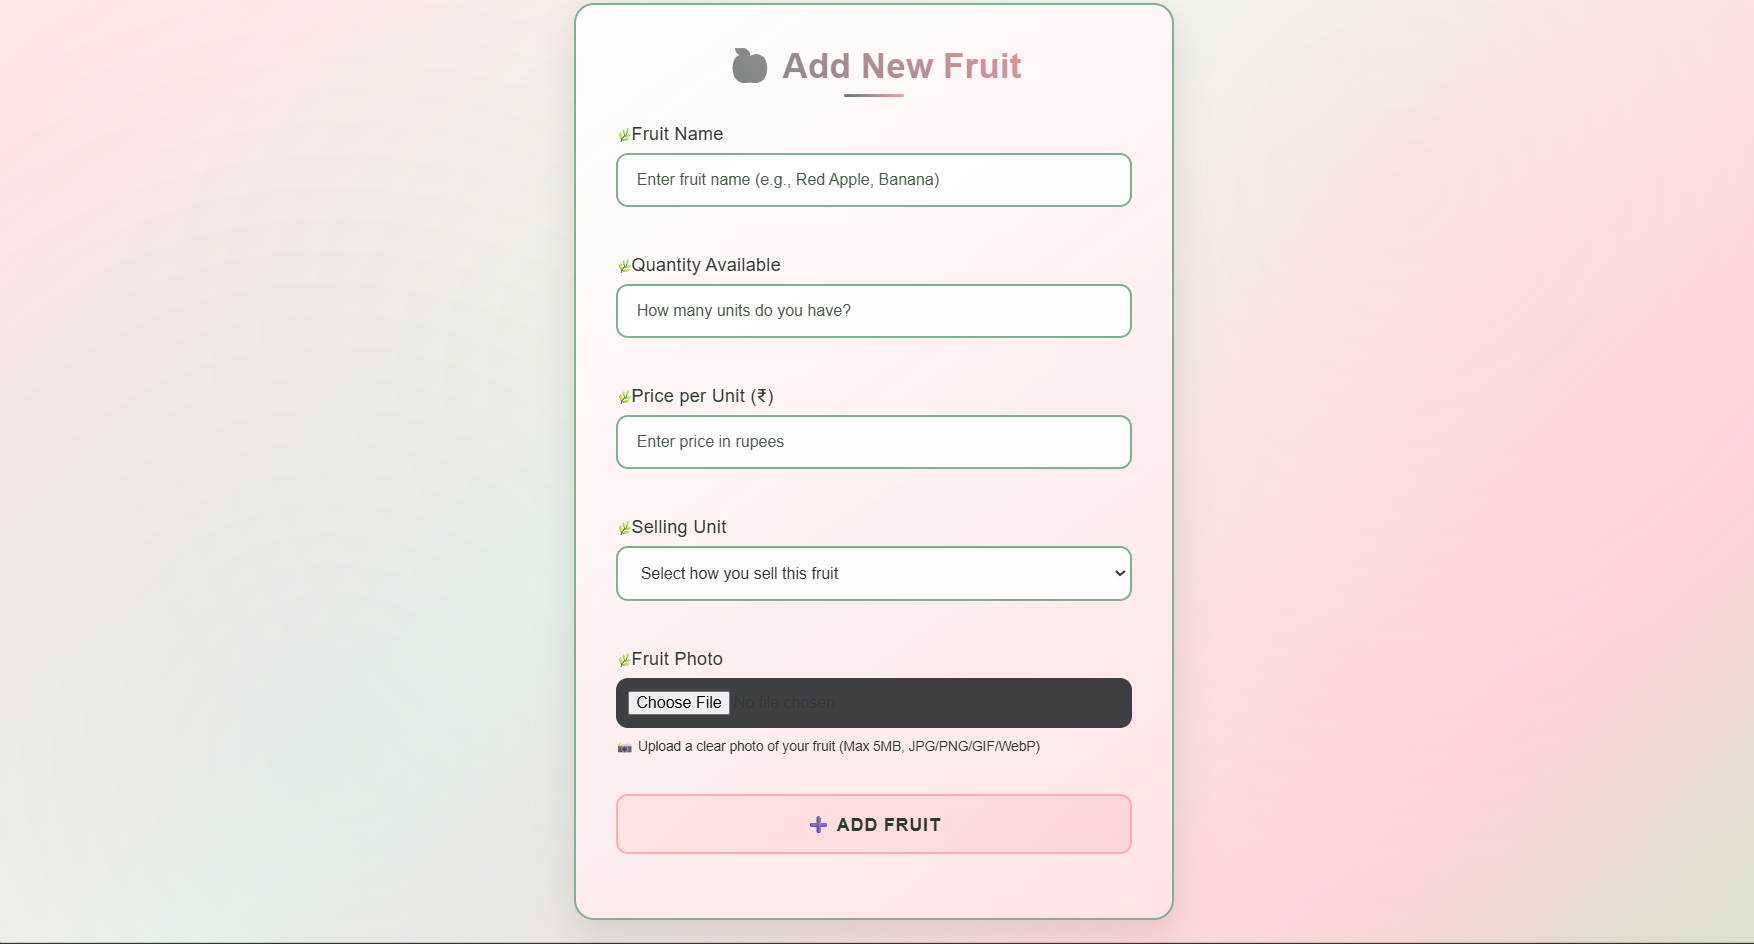 Add New Fruit
Fruit Name
Enter fruit name (e.g., Red Apple, Banana)
Quantity Available
How many units do you have?
Price per Unit (₹)
Enter price in rupees
Selling Unit
Select how you sell this fruit
Fruit Photo
Choose File No file chosen
Upload a clear photo of your fruit (Max 5MB, JPG/PNG/GIF/WebP)
ADD FRUIT